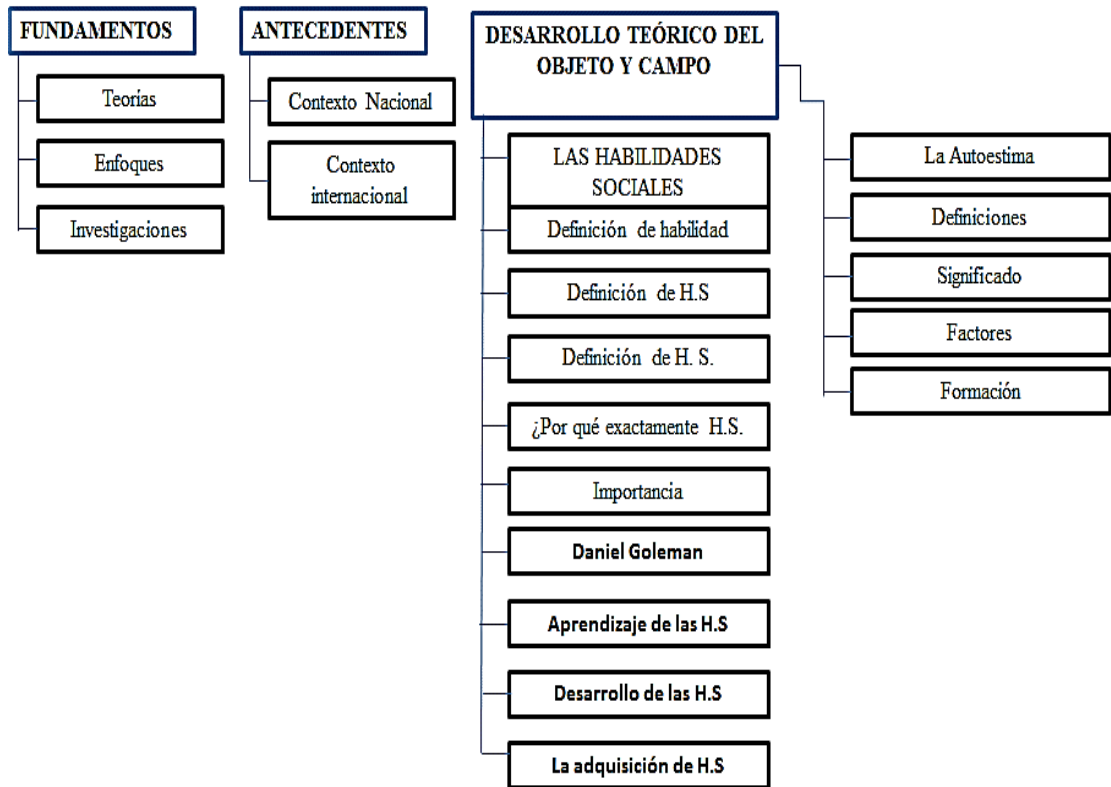 FUNDAMENTOS
Teorías
Enfoques
Investigaciones
ANTECEDENTES
Contexto Nacional
Contexto
internacional
DESARROLLO TEÓRICO DEL
OBJETO Y CAMPO
LAS HABILIDADES
SOCIALES
Definición de habilidad
Definición de H.S
Definición de H. S.
¿Por qué exactamente H.S.
Importancia
Daniel Goleman
Aprendizaje de las H.S
Desarrollo de las H.S
La adquisición de H.S
La Autoestima
Definiciones
Significado
Factores
Formación